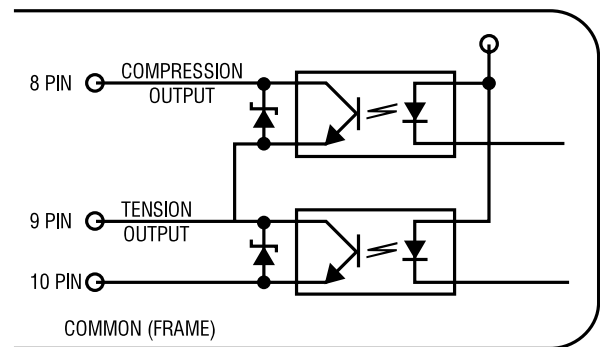 8 PIN
COMPRESSION
OUTPUT
9 PIN
TENSION
OUTPUT
10 PIN
COMMON (FRAME)